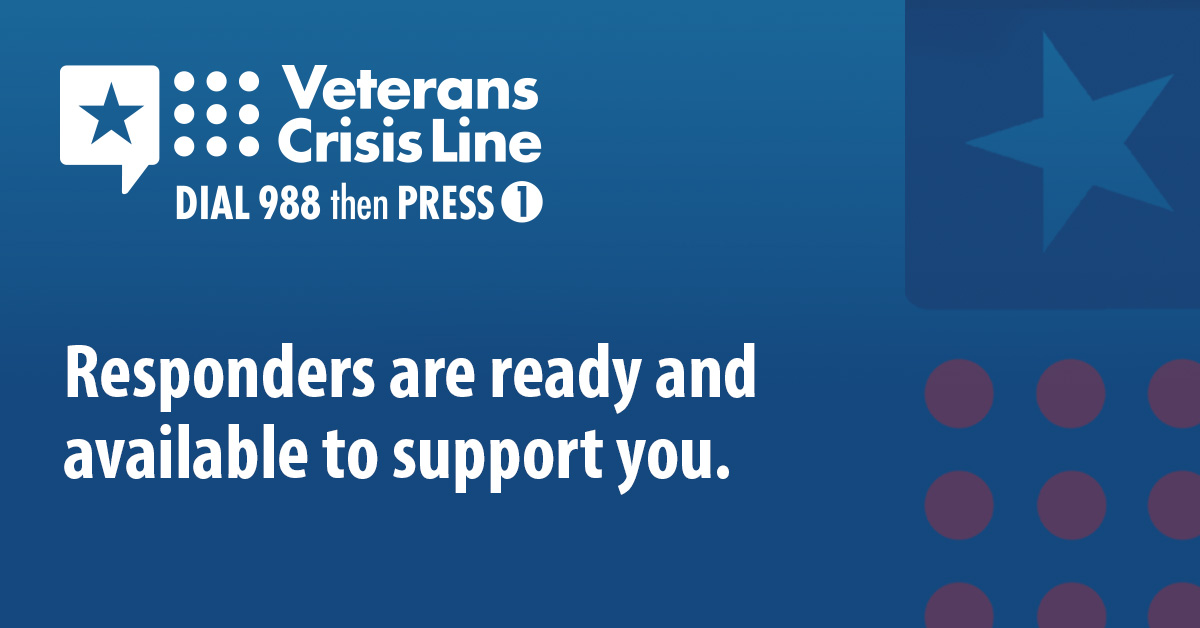 Veterans
Crisis Line
DIAL 988 then PRESS 1
Responders are ready and
available to support you.